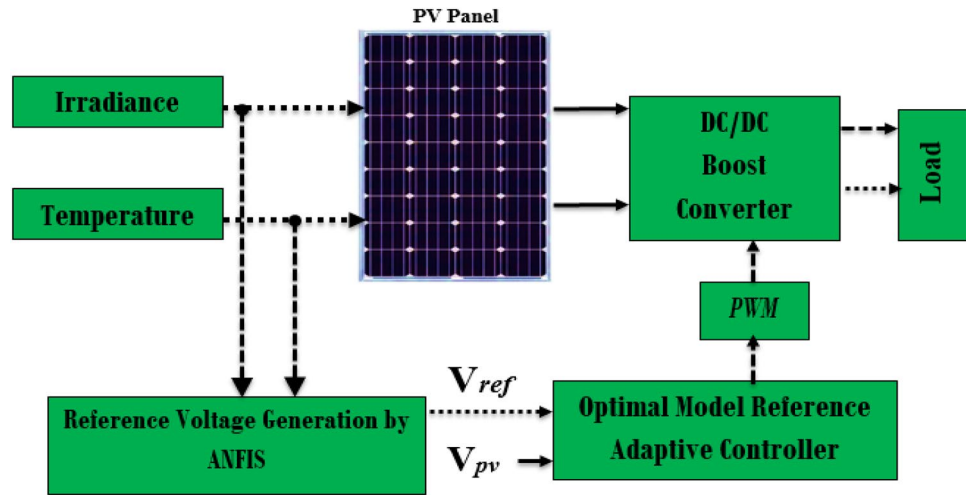 PV Panel
Irradiance
Temperature
DC/DC
Boost
Converter
Load
PWM
Vref
Vpv
Reference Voltage Generation by
ANFIS
Optimal Model Reference
Adaptive Controller